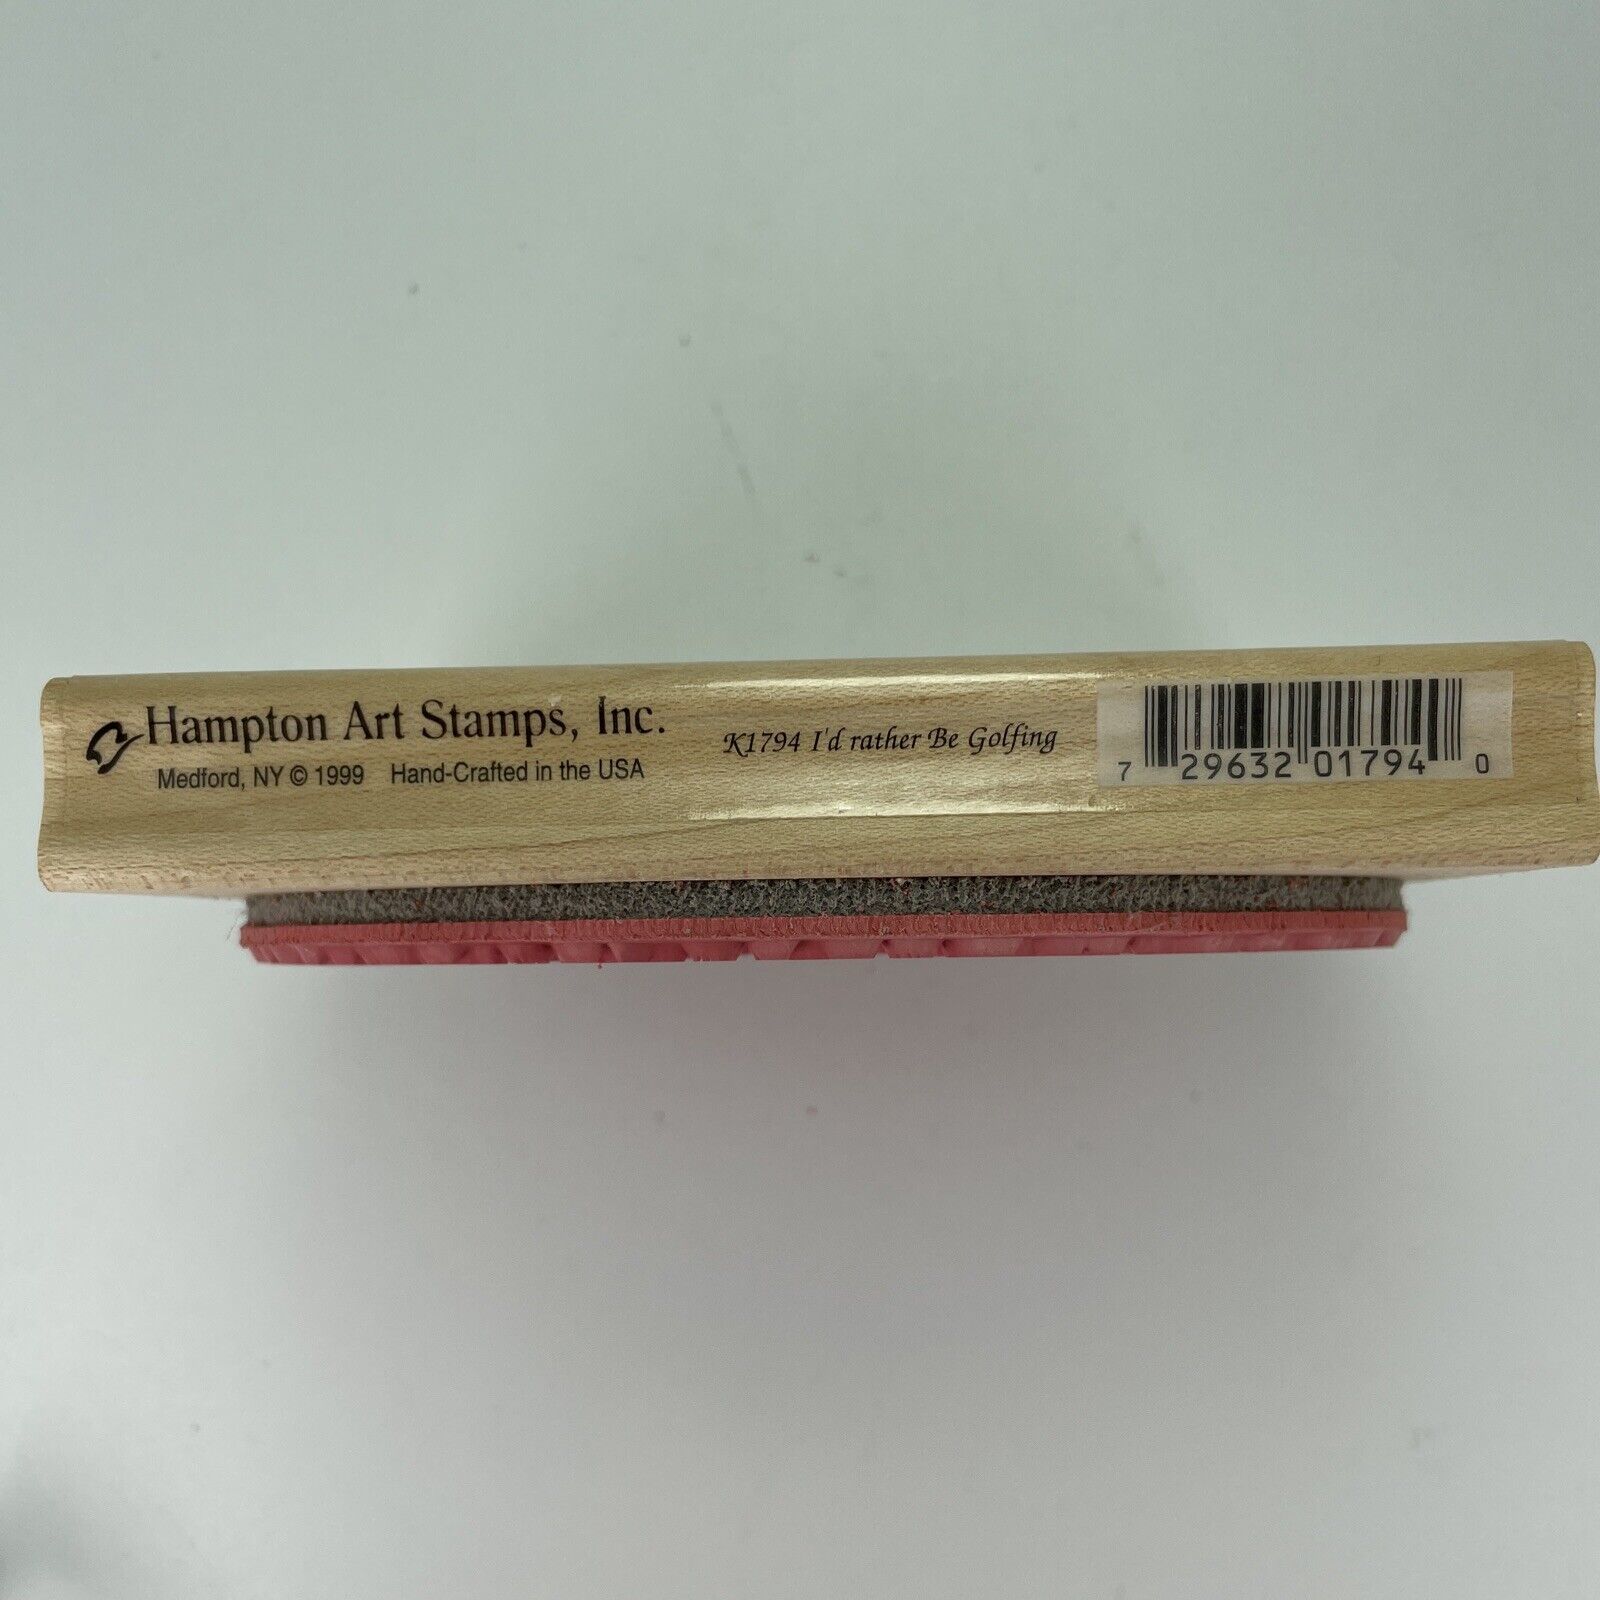 Hampton Art Stamps, Inc.
Medford, NY © 1999 Hand-Crafted in the USA
K1794 I'd rather Be Golfing
7 29632 01794 0